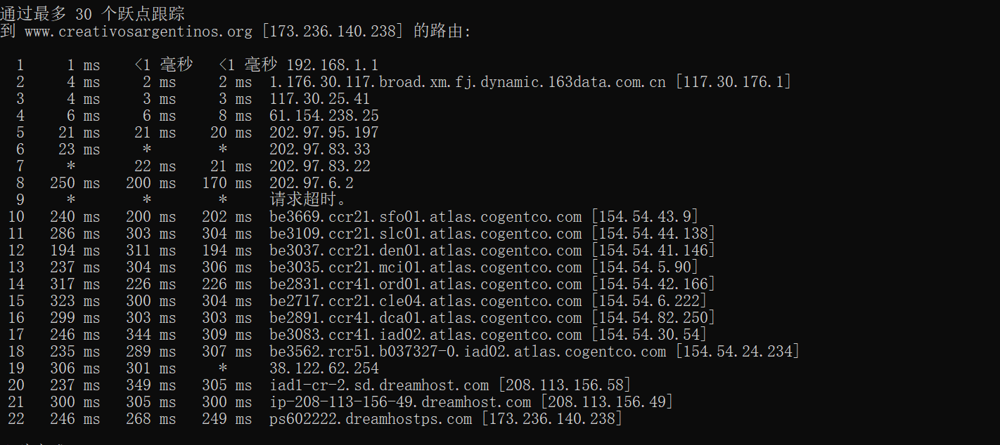 通过最多 30 个跃点跟踪
到 www.creativosargentinos.org [173.236.140.238] 的路由:
1 1 ms <1 毫秒 <1 毫秒 192.168.1.1
2 4 ms 2 ms 2 ms 1.176.30.117.broad.xm.fj.dynamic.163data.com.cn [117.30.176.1]
3 4 ms 3 ms 3 ms 117.30.25.41
4 6 ms 6 ms 8 ms 61.154.238.25
5 21 ms 21 ms 20 ms 202.97.95.197
6 23 ms * * 202.97.83.33
7 * 22 ms 21 ms 202.97.83.22
8 250 ms 200 ms 170 ms 202.97.6.2
9 * * * 请求超时。
10 240 ms 200 ms 202 ms be3669.ccr21.sfo01.atlas.cogentco.com [154.54.43.9]
11 286 ms 303 ms 304 ms be3109.ccr21.slc01.atlas.cogentco.com [154.54.44.138]
12 194 ms 311 ms 194 ms be3037.ccr21.den01.atlas.cogentco.com [154.54.41.146]
13 237 ms 304 ms 306 ms be3035.ccr21.mci01.atlas.cogentco.com [154.54.5.90]
14 317 ms 226 ms 226 ms be2831.ccr41.ord01.atlas.cogentco.com [154.54.42.166]
15 323 ms 300 ms 304 ms be2717.ccr21.cle04.atlas.cogentco.com [154.54.6.222]
16 299 ms 303 ms 303 ms be2891.ccr41.dca01.atlas.cogentco.com [154.54.82.250]
17 246 ms 344 ms 309 ms be3083.ccr41.iad02.atlas.cogentco.com [154.54.30.54]
18 235 ms 289 ms 307 ms be3562.rcr51.b037327-0.iad02.atlas.cogentco.com [154.54.24.234]
19 306 ms 301 ms * 38.122.62.254
20 237 ms 349 ms 305 ms iad1-cr-2.sd.dreamhost.com [208.113.156.58]
21 300 ms 305 ms 300 ms ip-208-113-156-49.dreamhost.com [208.113.156.49]
22 246 ms 268 ms 249 ms ps602222.dreamhostps.com [173.236.140.238]